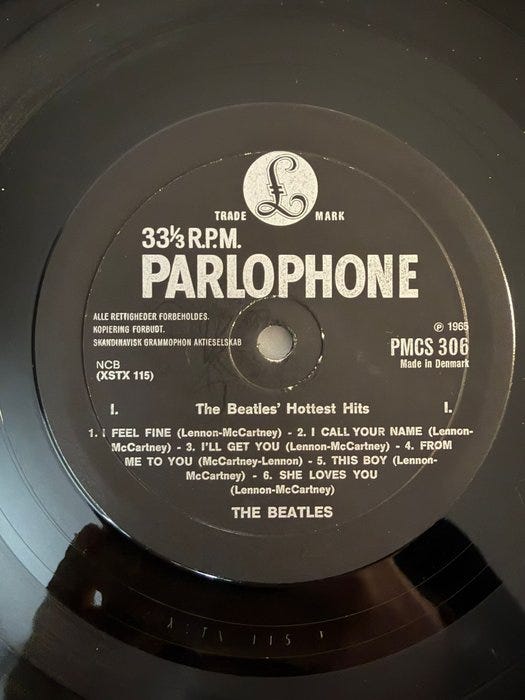 £
TRADE MARK
33⅓ R.P.M.
PARLOPHONE
ALLE RETTIGHEDER FORBEHOLDES.
KOPIERING FORBUDT.
SKANDINAVISK GRAMMOPHON AKTIESELSKAB
℗ 1965
PMCS 306
Made in Denmark
NCB
(XSTX 115)
I. The Beatles' Hottest Hits I.
1. I FEEL FINE (Lennon-McCartney) - 2. I CALL YOUR NAME (Lennon-
McCartney) - 3. I'LL GET YOU (Lennon-McCartney) - 4. FROM
ME TO YOU (McCartney-Lennon) - 5. THIS BOY (Lennon-
McCartney) - 6. SHE LOVES YOU
(Lennon-McCartney)
THE BEATLES